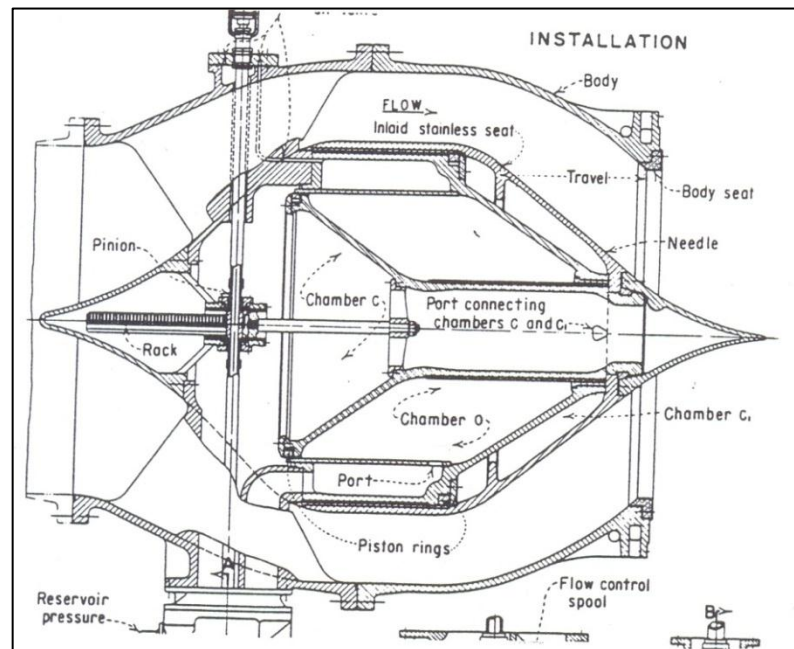 INSTALLATION
Body
FLOW
Inlaid stainless seat
Travel
Body seat
Needle
Pinion
Chamber C
Port connecting
chambers C and C₁
Rack
Chamber O
Chamber C₁
Port
Piston rings
A
Reservoir
pressure
Flow control
spool
B